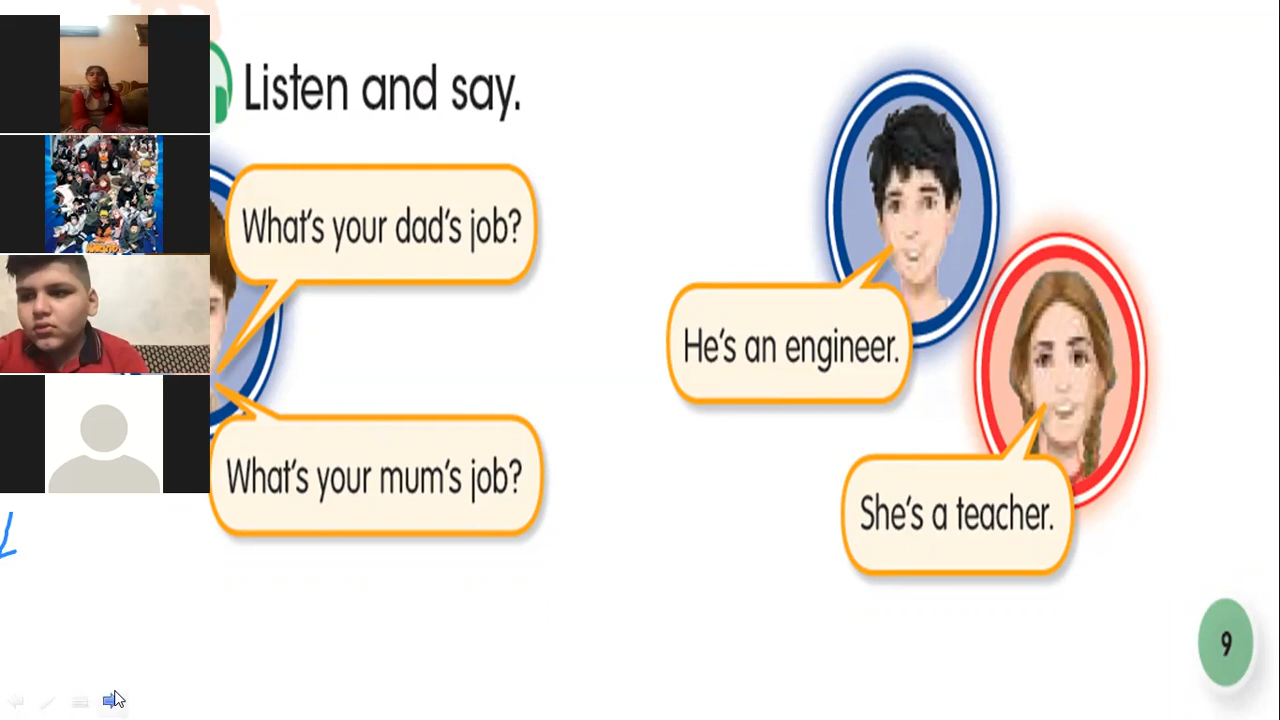 Listen and say.
What's your dad's job?
He's an engineer.
What's your mum's job?
She's a teacher.
9